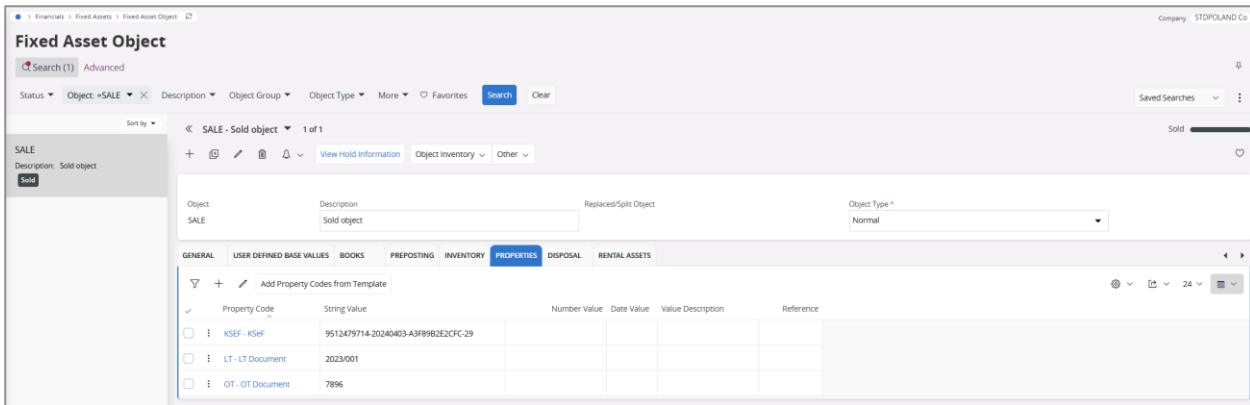 Financials > Fixed Assets > Fixed Asset Object
Company STDPOLAND Co
Fixed Asset Object
Search (1) Advanced
Status Object: =SALE Description Object Group Object Type More Favorites Search Clear
Saved Searches
Sort by
SALE - Sold object 1 of 1
Sold
SALE
Description: Sold object
Sold
View Hold Information Object Inventory Other
Object Description Replaced/Split Object Object Type *
SALE Sold object Normal
GENERAL USER DEFINED BASE VALUES BOOKS PREPOSTING INVENTORY PROPERTIES DISPOSAL RENTAL ASSETS
Add Property Codes from Template
24
Property Code String Value Number Value Date Value Value Description Reference
KSEF - KSeF 9512479714-20240403-A3F89B2E2CFC-29
LT - LT Document 2023/001
OT - OT Document 7896